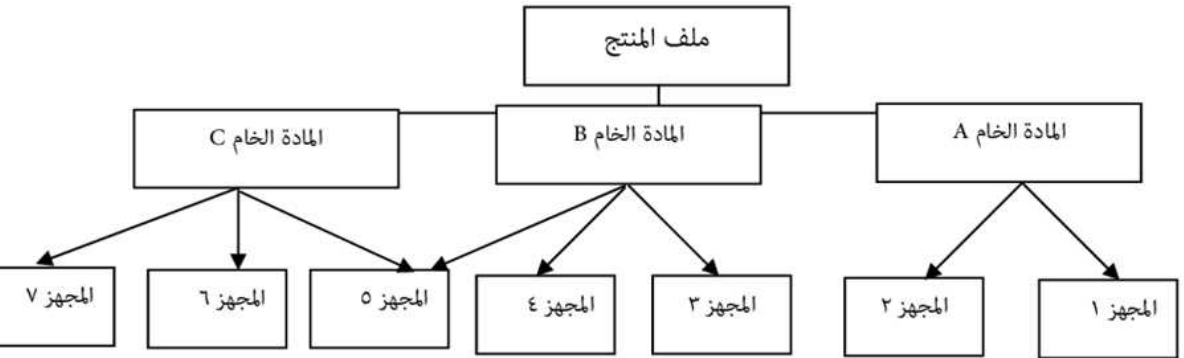 ملف المنتج
المادة الخام A
المادة الخام B
المادة الخام C
المجهز ١
المجهز ٢
المجهز ٣
المجهز ٤
المجهز ٥
المجهز ٦
المجهز ٧